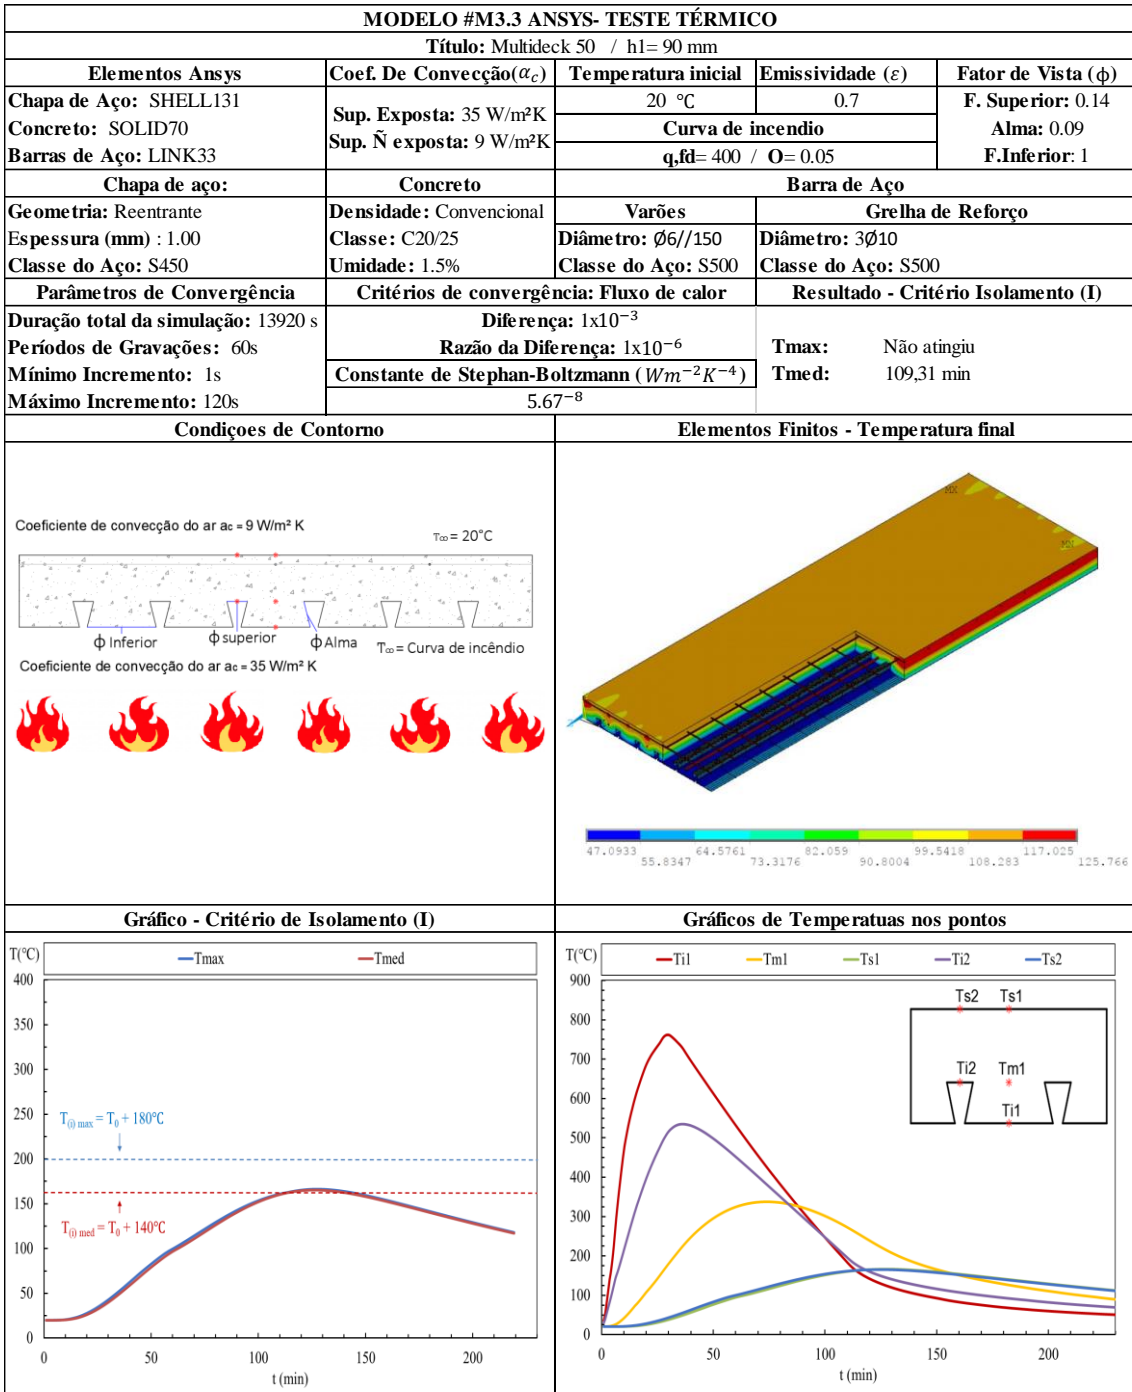 MODELO #M3.3 ANSYS- TESTE TÉRMICO
Título: Multideck 50 / h1= 90 mm
Elementos Ansys
Coef. De Convecção(α_c)
Temperatura inicial
Emissividade (ε)
Fator de Vista (ϕ)
Chapa de Aço: SHELL131
Concreto: SOLID70
Barras de Aço: LINK33
Sup. Exposta: 35 W/m²K
Sup. Ñ exposta: 9 W/m²K
20 °C
0.7
Curva de incendio
q,fd= 400 / O= 0.05
F. Superior: 0.14
Alma: 0.09
F.Inferior: 1
Chapa de aço:
Concreto
Barra de Aço
Geometria: Reentrante
Espessura (mm) : 1.00
Classe do Aço: S450
Densidade: Convencional
Classe: C20/25
Umidade: 1.5%
Varões
Diâmetro: Ø6//150
Classe do Aço: S500
Grelha de Reforço
Diâmetro: 3Ø10
Classe do Aço: S500
Parâmetros de Convergência
Critérios de convergência: Fluxo de calor
Resultado - Critério Isolamento (I)
Duração total da simulação: 13920 s
Períodos de Gravações: 60s
Mínimo Incremento: 1s
Máximo Incremento: 120s
Diferença: 1x10⁻³
Razão da Diferença: 1x10⁻⁶
Constante de Stephan-Boltzmann (Wm⁻²K⁻⁴)
5.67⁻⁸
Tmax: Não atingiu
Tmed: 109,31 min
Condiçoes de Contorno
Elementos Finitos - Temperatura final
Coeficiente de convecção do ar ac = 9 W/m² K
T∞ = 20°C
ϕ Inferior
ϕ superior
ϕ Alma
T∞ = Curva de incêndio
Coeficiente de convecção do ar ac = 35 W/m² K
MX
MN
47.0933
55.8347
64.5761
73.3176
82.059
90.8004
99.5418
108.283
117.025
125.766
Gráfico - Critério de Isolamento (I)
T(°C)
Tmax
Tmed
400
350
300
250
200
150
100
50
0
T(i) max = T0 + 180°C
T(i) med = T0 + 140°C
0 50 100 150 200
t (min)
Gráficos de Temperatuas nos pontos
T(°C)
Ti1
Tm1
Ts1
Ti2
Ts2
900
800
700
600
500
400
300
200
100
0
Ts2 Ts1
Ti2 Tm1
Ti1
0 50 100 150 200
t (min)